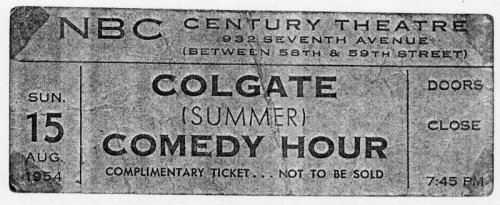 NBC CENTURY THEATRE
932 SEVENTH AVENUE
(BETWEEN 58TH & 59TH STREET)
SUN.
15
AUG.
1954
COLGATE
(SUMMER)
COMEDY HOUR
COMPLIMENTARY TICKET... NOT TO BE SOLD
DOORS
CLOSE
7:45 PM